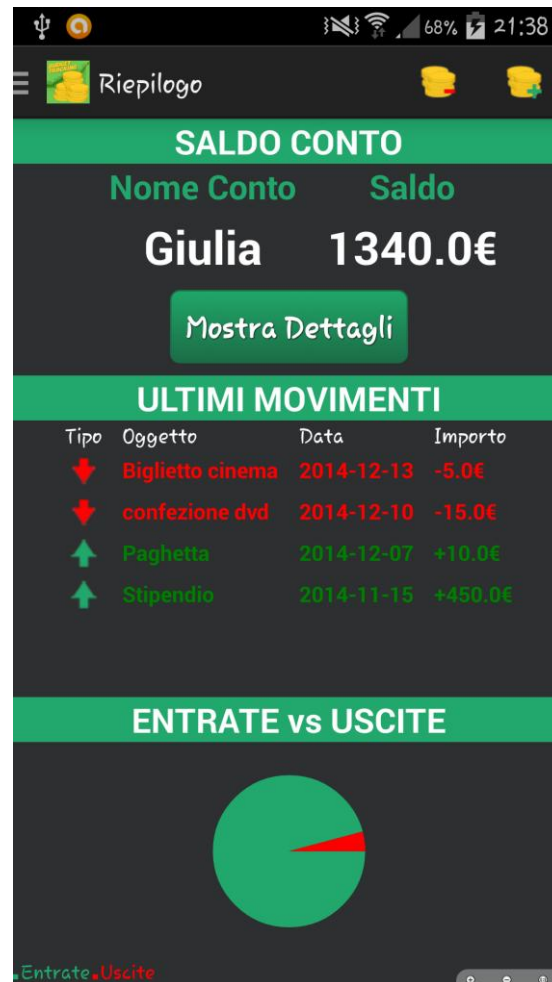 68% 21:38
Riepilogo
SALDO CONTO
Nome Conto Saldo
Giulia 1340.0€
Mostra Dettagli
ULTIMI MOVIMENTI
Tipo Oggetto Data Importo
Biglietto cinema 2014-12-13 -5.0€
confezione dvd 2014-12-10 -15.0€
Paghetta 2014-12-07 +10.0€
Stipendio 2014-11-15 +450.0€
ENTRATE vs USCITE
Entrate Uscite